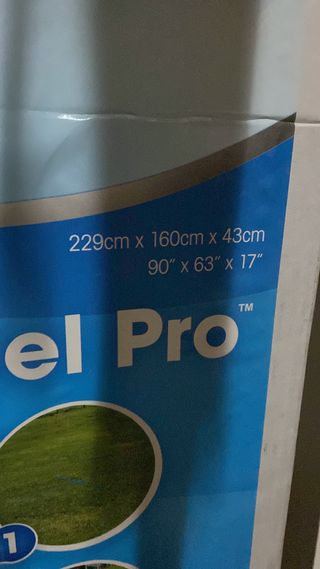 229cm x 160cm x 43cm
90" x 63" x 17"
el Pro™
1